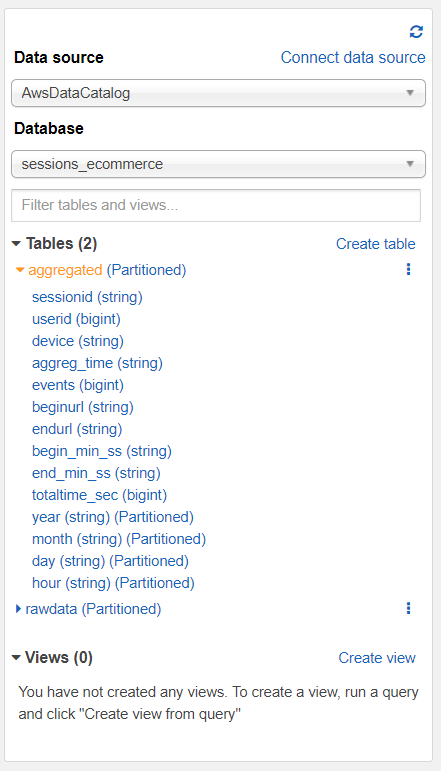 Data source Connect data source
AwsDataCatalog
Database
sessions_ecommerce
Filter tables and views...
Tables (2) Create table
aggregated (Partitioned)
sessionid (string)
userid (bigint)
device (string)
aggreg_time (string)
events (bigint)
beginurl (string)
endurl (string)
begin_min_ss (string)
end_min_ss (string)
totaltime_sec (bigint)
year (string) (Partitioned)
month (string) (Partitioned)
day (string) (Partitioned)
hour (string) (Partitioned)
rawdata (Partitioned)
Views (0) Create view
You have not created any views. To create a view, run a query
and click "Create view from query"